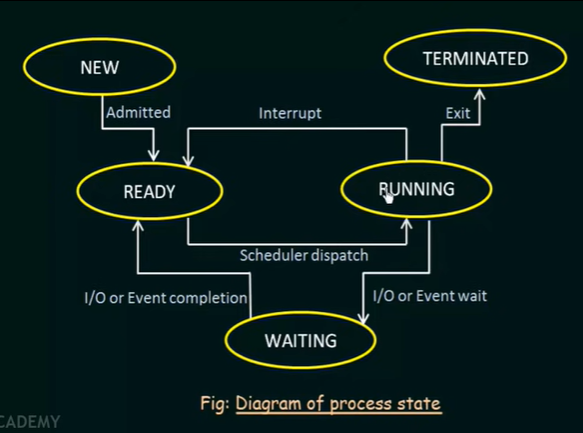 NEW
TERMINATED
Admitted
Interrupt
Exit
READY
RUNNING
Scheduler dispatch
I/O or Event completion
I/O or Event wait
WAITING
Fig: Diagram of process state
CADEMY